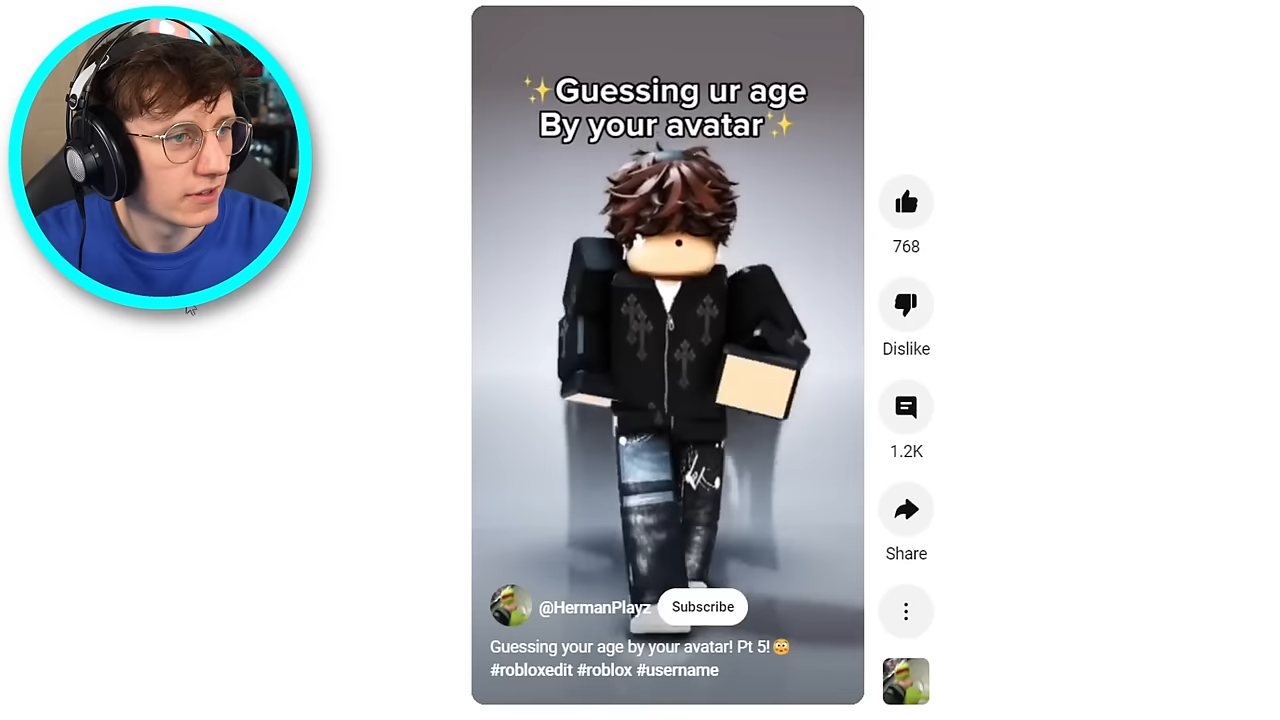 ✨Guessing ur age
By your avatar✨
768
Dislike
1.2K
Share
@HermanPlayz
Subscribe
Guessing your age by your avatar! Pt 5!😳
#robloxedit #roblox #username